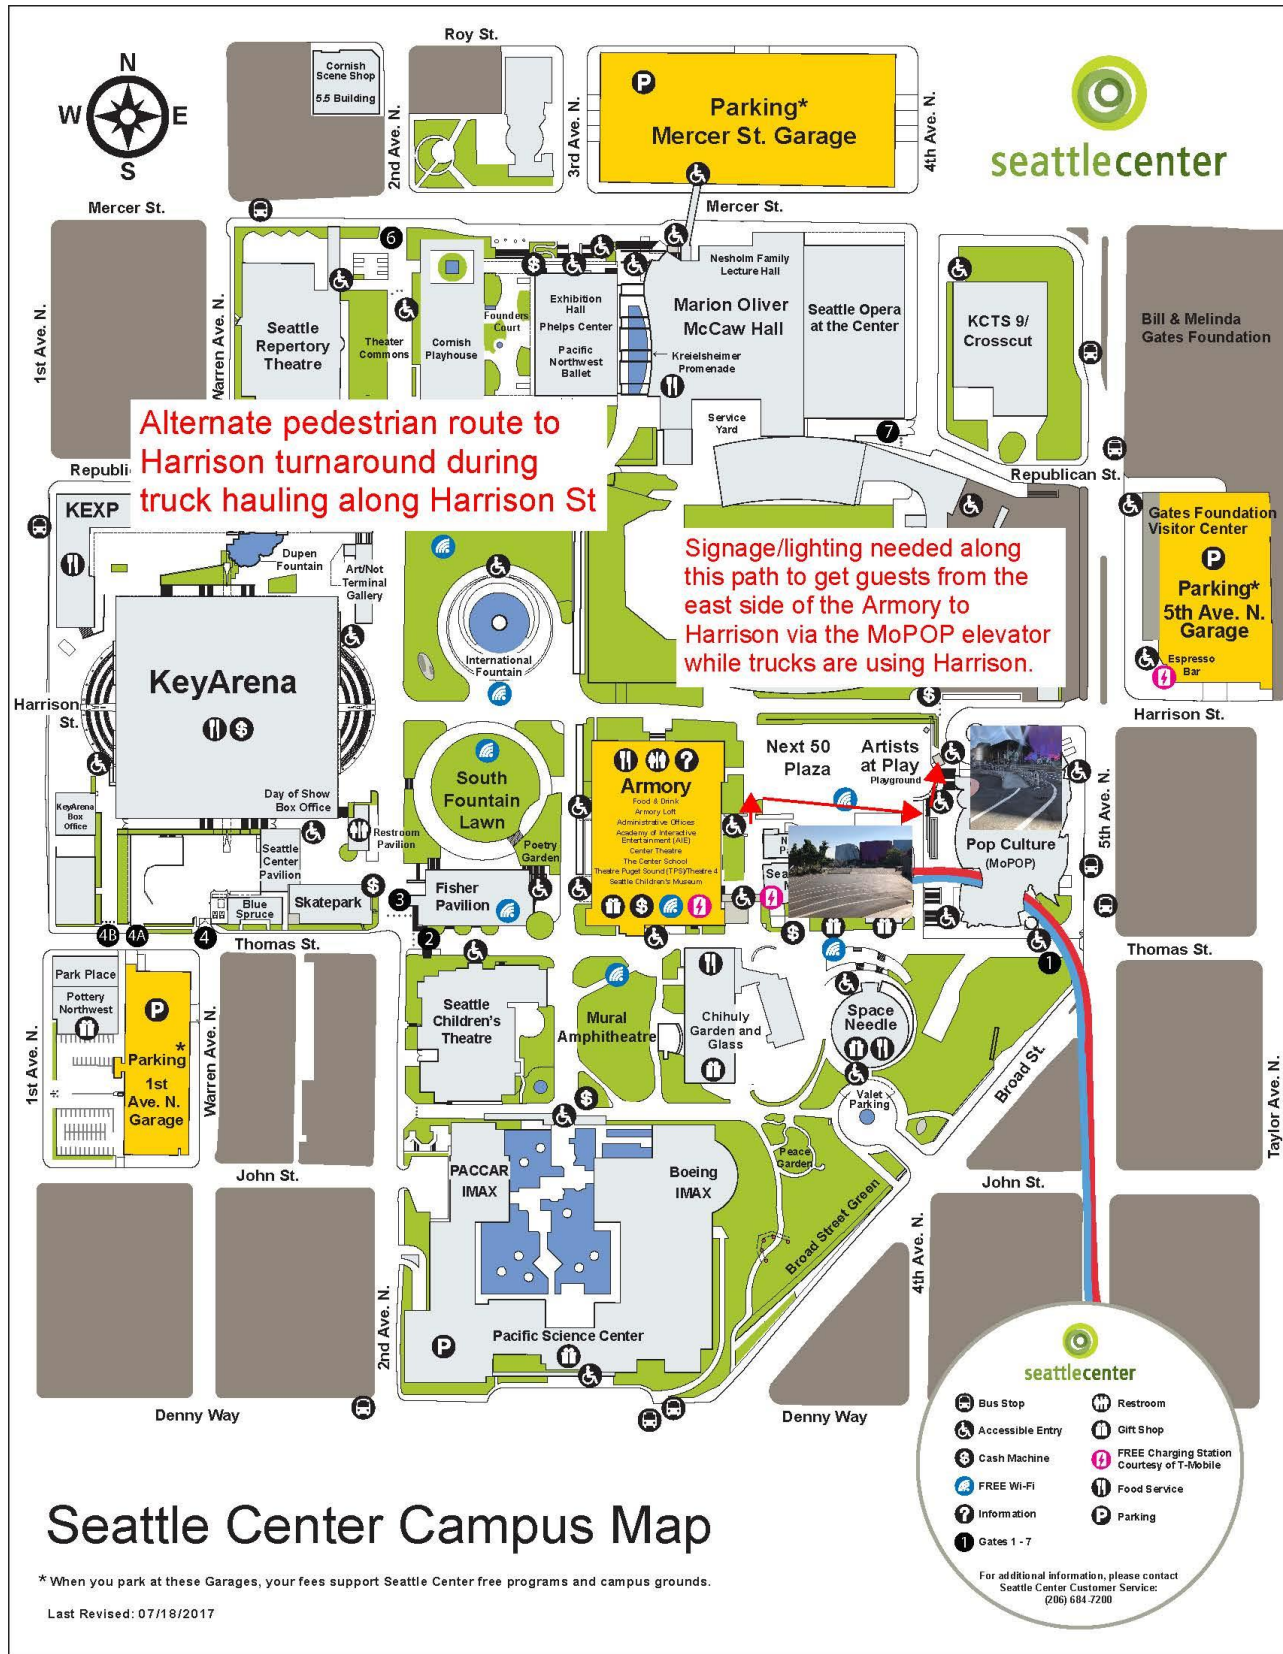 Roy St.
N
W
E
S
Cornish
Scene Shop
5.5 Building
2nd Ave. N.
3rd Ave. N.
P
Parking*
Mercer St. Garage
4th Ave. N.
seattlecenter
Mercer St.
Mercer St.
1st Ave. N.
Warren Ave. N.
6
Seattle
Repertory
Theatre
Theater
Commons
Cornish
Playhouse
Founders
Court
$
Exhibition
Hall
Phelps Center
Pacific
Northwest
Ballet
Nesholm Family
Lecture Hall
Marion Oliver
McCaw Hall
Kreielsheimer
Promenade
Seattle Opera
at the Center
Service
Yard
7
KCTS 9/
Crosscut
Bill & Melinda
Gates Foundation
Alternate pedestrian route to
Harrison turnaround during
truck hauling along Harrison St
Republican St.
KEXP
Dupen
Fountain
Art/Not
Terminal
Gallery
International
Fountain
Signage/lighting needed along
this path to get guests from the
east side of the Armory to
Harrison via the MoPOP elevator
while trucks are using Harrison.
Gates Foundation
Visitor Center
P
Parking*
5th Ave. N.
Garage
Espresso
Bar
KeyArena
$
Harrison
St.
Harrison St.
$
KeyArena
Box
Office
Day of Show
Box Office
Restroom
Pavilion
South
Fountain
Lawn
Poetry
Garden
?
Armory
Food & Drink
Armory Loft
Administrative Offices
Academy of Interactive
Entertainment (AIE)
Center Theatre
The Center School
Theatre Puget Sound (TPS)/Theatre 4
Seattle Children's Museum
$
Next 50
Plaza
Artists
at Play
Playground
Pop Culture
(MoPOP)
5th Ave. N.
Seattle
Center
Pavilion
Blue
Spruce
Skatepark
$
3
Fisher
Pavilion
2
$
1
4B
4A
4
Thomas St.
Thomas St.
Park Place
Pottery
Northwest
P
Parking
*
1st
Ave. N.
Garage
1st Ave. N.
Warren Ave. N.
Seattle
Children's
Theatre
Mural
Amphitheatre
Chihuly
Garden and
Glass
Space
Needle
Valet
Parking
Broad St.
Taylor Ave. N.
$
John St.
PACCAR
IMAX
Boeing
IMAX
Peace
Garden
Broad Street Green
John St.
4th Ave. N.
2nd Ave. N.
P
Pacific Science Center
Denny Way
Denny Way
seattlecenter
Bus Stop
Restroom
Accessible Entry
Gift Shop
$ Cash Machine
FREE Charging Station
Courtesy of T-Mobile
FREE Wi-Fi
Food Service
? Information
P Parking
1 Gates 1 - 7
For additional information, please contact
Seattle Center Customer Service:
(206) 684-7200
Seattle Center Campus Map
* When you park at these Garages, your fees support Seattle Center free programs and campus grounds.
Last Revised: 07/18/2017